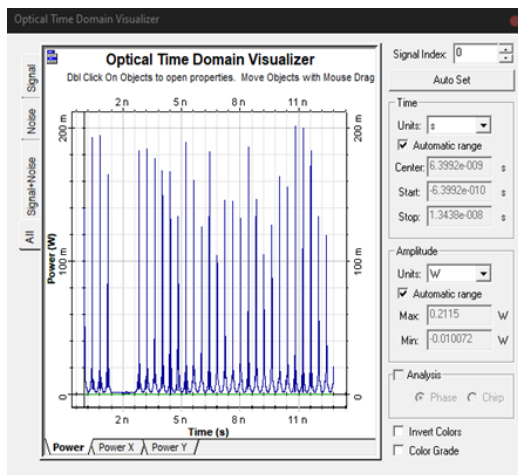 Optical Time Domain Visualizer
Signal Index: 0
Auto Set
Signal
Noise
Signal+Noise
All
Optical Time Domain Visualizer
Dbl Click On Objects to open properties. Move Objects with Mouse Drag
2 n 5 n 8 n 11 n
200 m
100 m
0
Power (W)
200 m
100 m
0
2 n 5 n 8 n 11 n
Time (s)
Power Power X Power Y
Time
Units: s
Automatic range
Center: 6.3992e-009 s
Start: -6.3992e-010 s
Stop: 1.3438e-008 s
Amplitude
Units: W
Automatic range
Max: 0.2115 W
Min: -0.010072 W
Analysis
Phase Chirp
Invert Colors
Color Grade